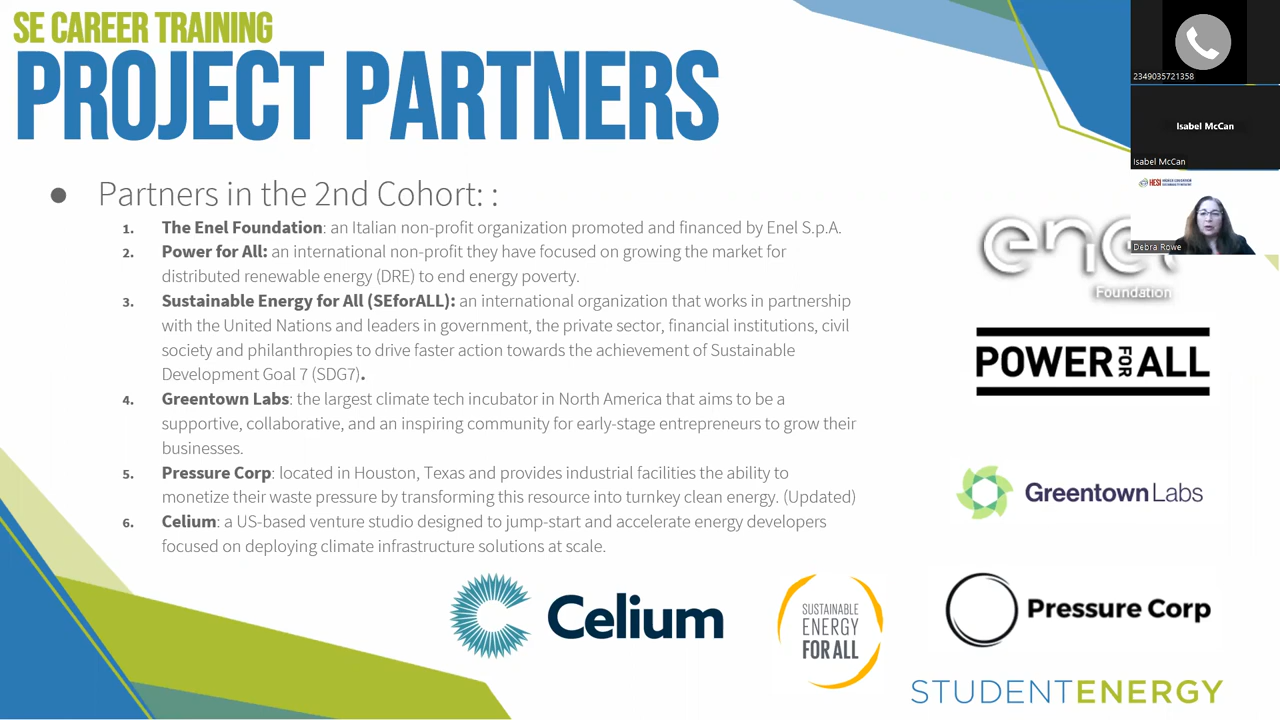 SE CAREER TRAINING
PROJECT PARTNERS
● Partners in the 2nd Cohort: :
1. The Enel Foundation: an Italian non-profit organization promoted and financed by Enel S.p.A.
2. Power for All: an international non-profit they have focused on growing the market for
distributed renewable energy (DRE) to end energy poverty.
3. Sustainable Energy for All (SEforALL): an international organization that works in partnership
with the United Nations and leaders in government, the private sector, financial institutions, civil
society and philanthropies to drive faster action towards the achievement of Sustainable
Development Goal 7 (SDG7).
4. Greentown Labs: the largest climate tech incubator in North America that aims to be a
supportive, collaborative, and an inspiring community for early-stage entrepreneurs to grow their
businesses.
5. Pressure Corp: located in Houston, Texas and provides industrial facilities the ability to
monetize their waste pressure by transforming this resource into turnkey clean energy. (Updated)
6. Celium: a US-based venture studio designed to jump-start and accelerate energy developers
focused on deploying climate infrastructure solutions at scale.
2349035721358
Isabel McCan
Isabel McCan
HESI
Debra Rowe
enel
Foundation
POWER FOR ALL
Greentown Labs
Celium
SUSTAINABLE
ENERGY
FOR ALL
Pressure Corp
STUDENTENERGY